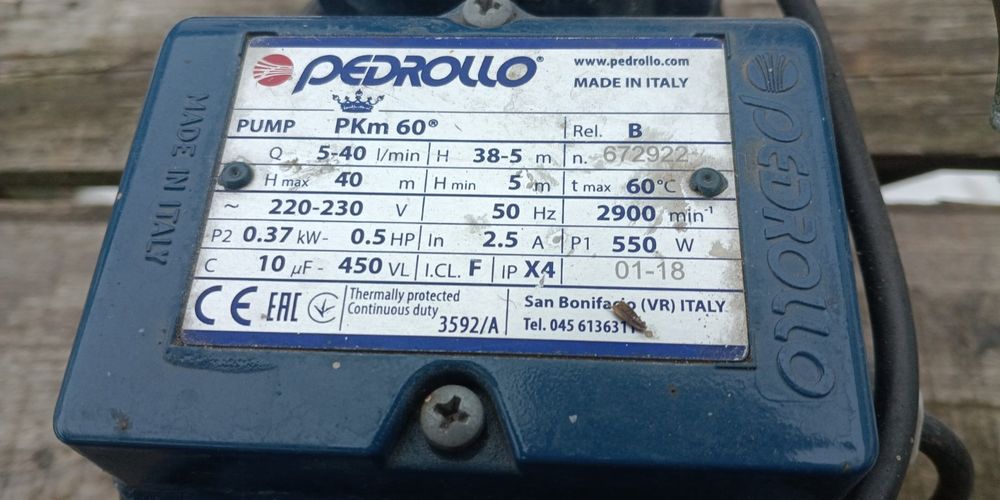 PEDROLLO®
www.pedrollo.com
MADE IN ITALY
PUMP PKm 60® Rel. B
Q 5-40 l/min H 38-5 m n. 672922
H max 40 m H min 5 m t max 60°C
~ 220-230 V 50 Hz 2900 min-1
P2 0.37 kW- 0.5 HP In 2.5 A P1 550 W
C 10 µF - 450 VL I.CL. F IP X4 01-18
CE EAC
Thermally protected
Continuous duty
3592/A
San Bonifacio (VR) ITALY
Tel. 045 6136311
MADE IN ITALY
PEDROLLO